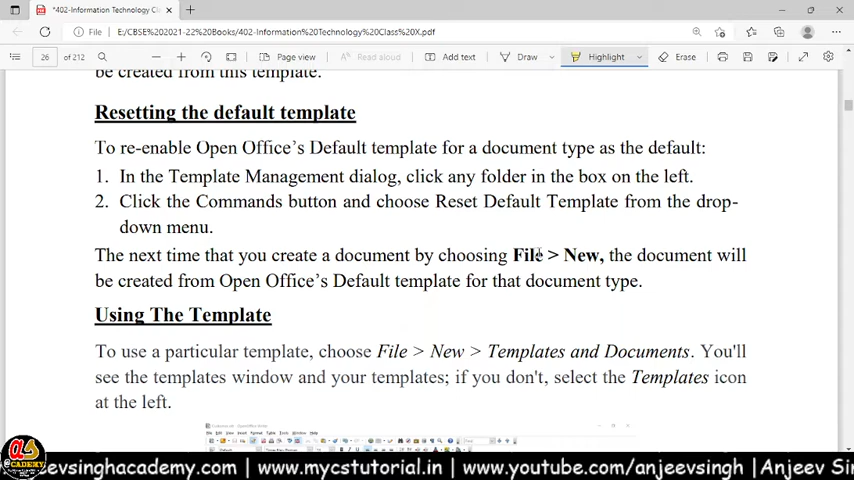 *402-Information Technology Cla
File
E:/CBSE%202021-22%20Books/402-Information%20Technology%20Class%20X.pdf
26 of 212
Page view
Read aloud
Add text
Draw
Highlight
Erase
be created from this template.
Resetting the default template
To re-enable Open Office's Default template for a document type as the default:
1. In the Template Management dialog, click any folder in the box on the left.
2. Click the Commands button and choose Reset Default Template from the drop-
down menu.
The next time that you create a document by choosing File > New, the document will
be created from Open Office's Default template for that document type.
Using The Template
To use a particular template, choose File > New > Templates and Documents. You'll
see the templates window and your templates; if you don't, select the Templates icon
at the left.
eevsinghacademy.com | www.mycstutorial.in | www.youtube.com/anjeevsingh |Anjeev Sin